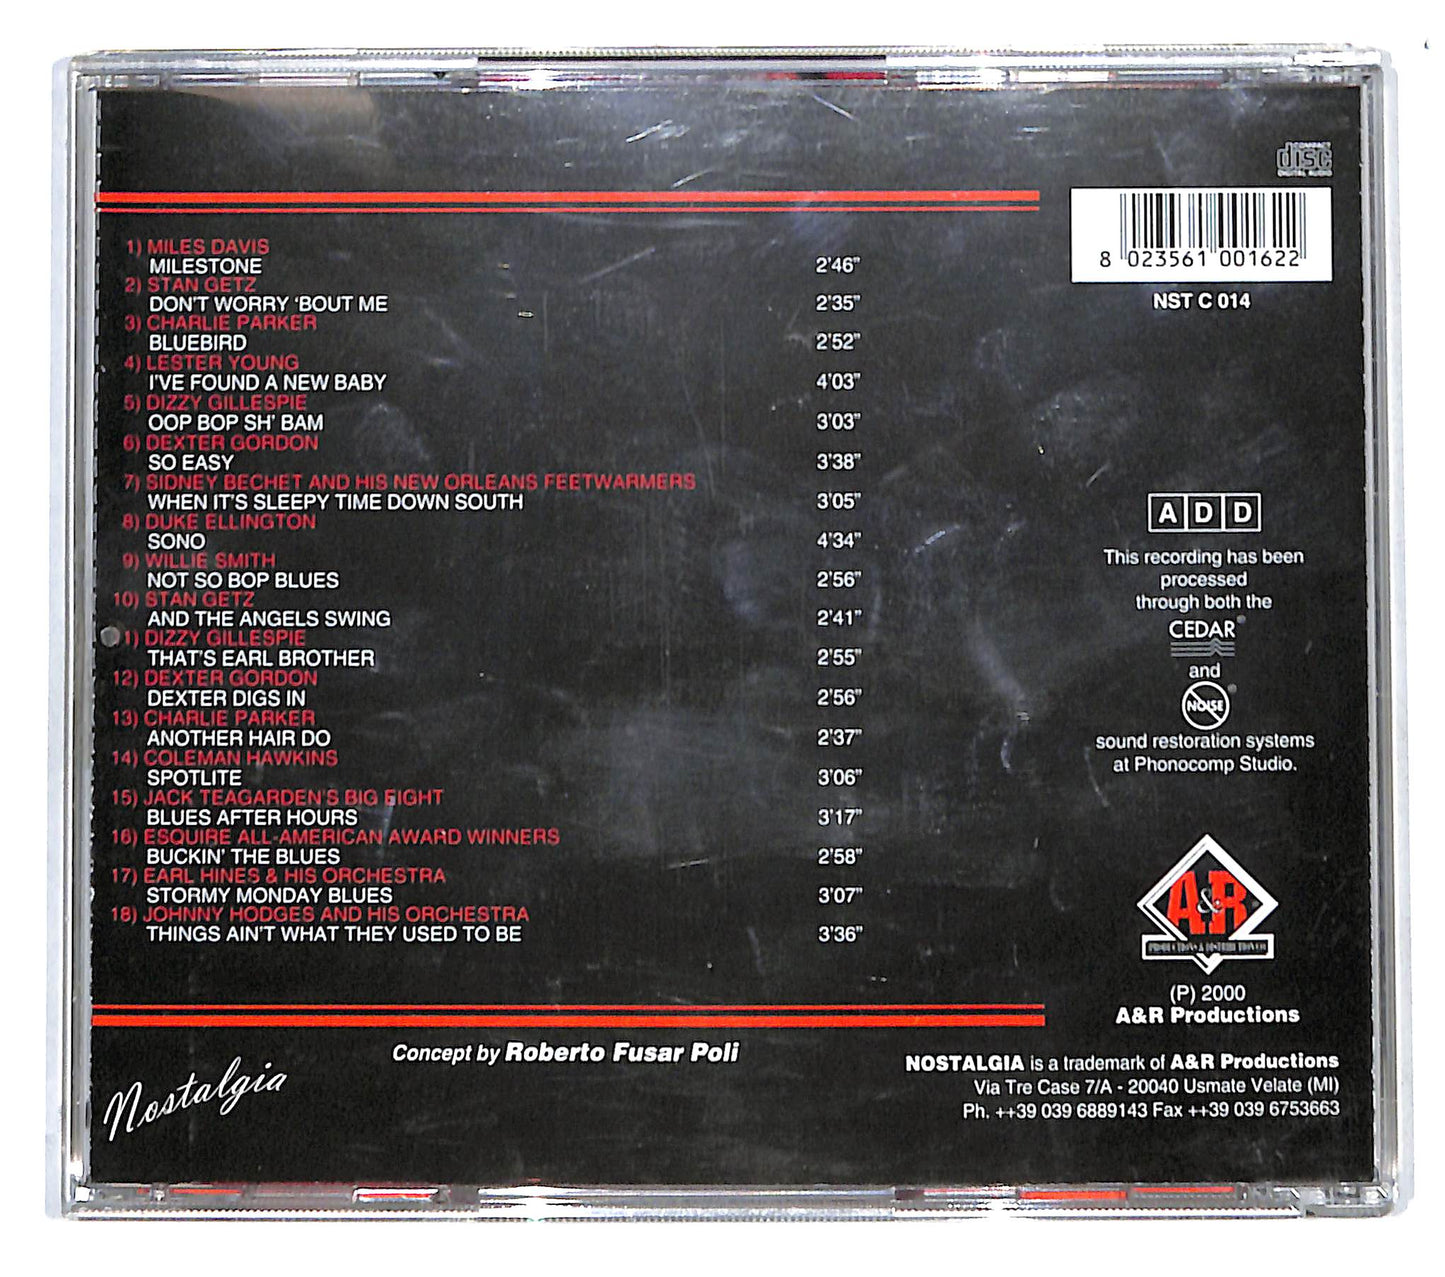 COMPACT
disc
DIGITAL AUDIO
8 023561 001622
NST C 014
1) MILES DAVIS
MILESTONE 2'46"
2) STAN GETZ
DON'T WORRY 'BOUT ME 2'35"
3) CHARLIE PARKER
BLUEBIRD 2'52"
4) LESTER YOUNG
I'VE FOUND A NEW BABY 4'03"
5) DIZZY GILLESPIE
OOP BOP SH' BAM 3'03"
6) DEXTER GORDON
SO EASY 3'38"
7) SIDNEY BECHET AND HIS NEW ORLEANS FEETWARMERS
WHEN IT'S SLEEPY TIME DOWN SOUTH 3'05"
8) DUKE ELLINGTON
SONO 4'34"
9) WILLIE SMITH
NOT SO BOP BLUES 2'56"
10) STAN GETZ
AND THE ANGELS SWING 2'41"
1) DIZZY GILLESPIE
THAT'S EARL BROTHER 2'55"
12) DEXTER GORDON
DEXTER DIGS IN 2'56"
13) CHARLIE PARKER
ANOTHER HAIR DO 2'37"
14) COLEMAN HAWKINS
SPOTLITE 3'06"
15) JACK TEAGARDEN'S BIG EIGHT
BLUES AFTER HOURS 3'17"
16) ESQUIRE ALL-AMERICAN AWARD WINNERS
BUCKIN' THE BLUES 2'58"
17) EARL HINES & HIS ORCHESTRA
STORMY MONDAY BLUES 3'07"
18) JOHNNY HODGES AND HIS ORCHESTRA
THINGS AIN'T WHAT THEY USED TO BE 3'36"
A D D
This recording has been
processed
through both the
CEDAR®
and
NOISE®
sound restoration systems
at Phonocomp Studio.
A&R
PRODUCTIONS & DISTRIBUTION CO.
(P) 2000
A&R Productions
Concept by Roberto Fusar Poli
Nostalgia
NOSTALGIA is a trademark of A&R Productions
Via Tre Case 7/A - 20040 Usmate Velate (MI)
Ph. ++39 039 6889143 Fax ++39 039 6753663